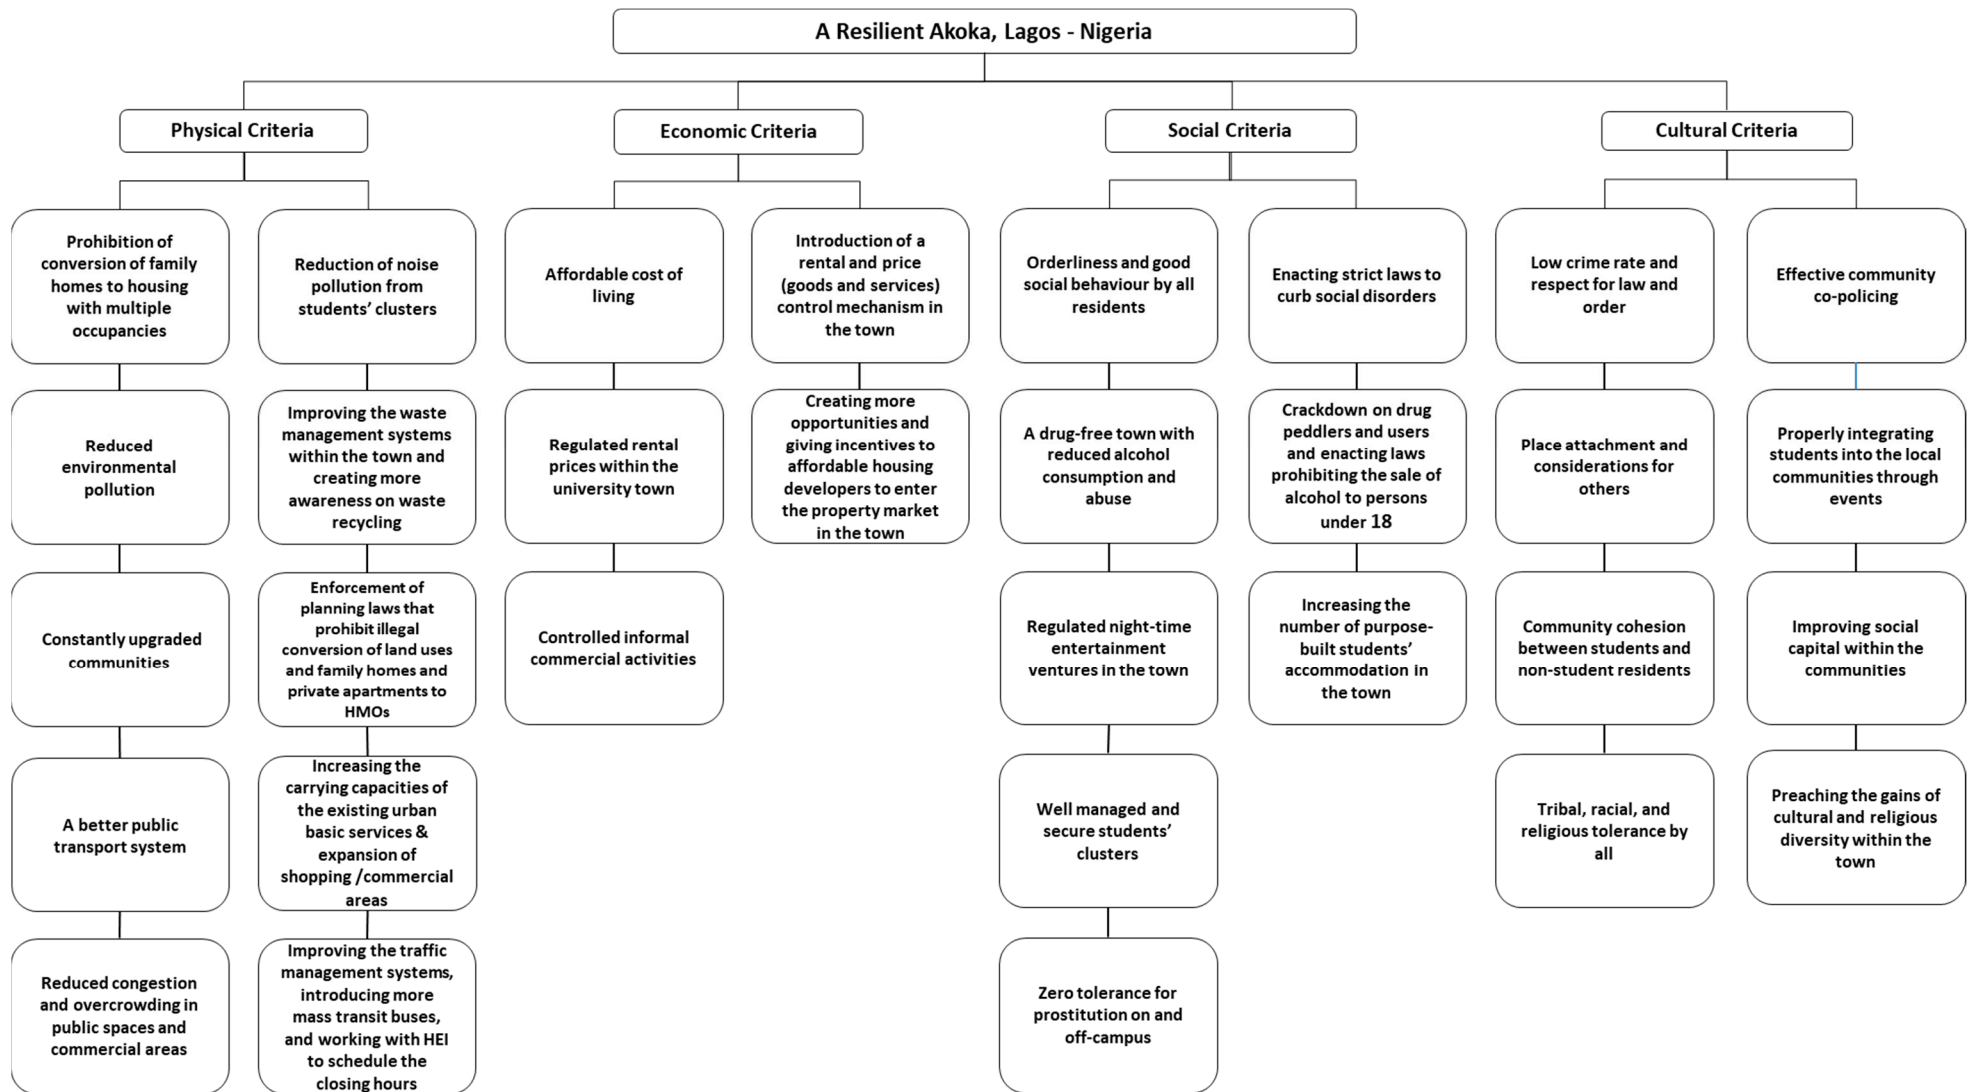 A Resilient Akoka, Lagos - Nigeria
Physical Criteria
Economic Criteria
Social Criteria
Cultural Criteria
Prohibition of
conversion of family
homes to housing
with multiple
occupancies
Reduction of noise
pollution from
students’ clusters
Affordable cost of
living
Introduction of a
rental and price
(goods and services)
control mechanism in
the town
Orderliness and good
social behaviour by all
residents
Enacting strict laws to
curb social disorders
Low crime rate and
respect for law and
order
Effective community
co-policing
Reduced
environmental
pollution
Improving the waste
management systems
within the town and
creating more
awareness on waste
recycling
Regulated rental
prices within the
university town
Creating more
opportunities and
giving incentives to
affordable housing
developers to enter
the property market
in the town
A drug-free town with
reduced alcohol
consumption and
abuse
Crackdown on drug
peddlers and users
and enacting laws
prohibiting the sale of
alcohol to persons
under 18
Place attachment and
considerations for
others
Properly integrating
students into the local
communities through
events
Constantly upgraded
communities
Enforcement of
planning laws that
prohibit illegal
conversion of land uses
and family homes and
private apartments to
HMOs
Controlled informal
commercial activities
Regulated night-time
entertainment
ventures in the town
Increasing the
number of purpose-
built students’
accommodation in
the town
Community cohesion
between students and
non-student residents
Improving social
capital within the
communities
A better public
transport system
Increasing the
carrying capacities of
the existing urban
basic services &
expansion of
shopping /commercial
areas
Well managed and
secure students’
clusters
Tribal, racial, and
religious tolerance by
all
Preaching the gains of
cultural and religious
diversity within the
town
Reduced congestion
and overcrowding in
public spaces and
commercial areas
Improving the traffic
management systems,
introducing more
mass transit buses,
and working with HEI
to schedule the
closing hours
Zero tolerance for
prostitution on and
off-campus